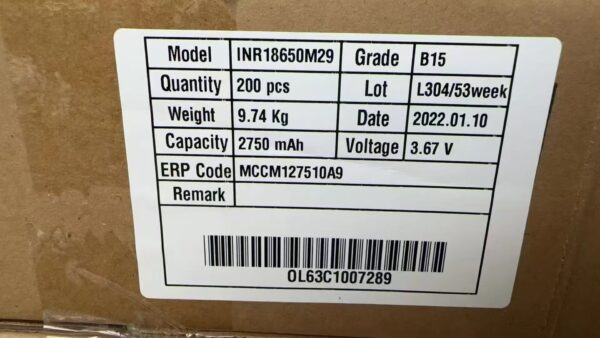 Model INR18650M29 Grade B15
Quantity 200 pcs Lot L304/53week
Weight 9.74 Kg Date 2022.01.10
Capacity 2750 mAh Voltage 3.67 V
ERP Code MCCM127510A9
Remark
0L63C1007289